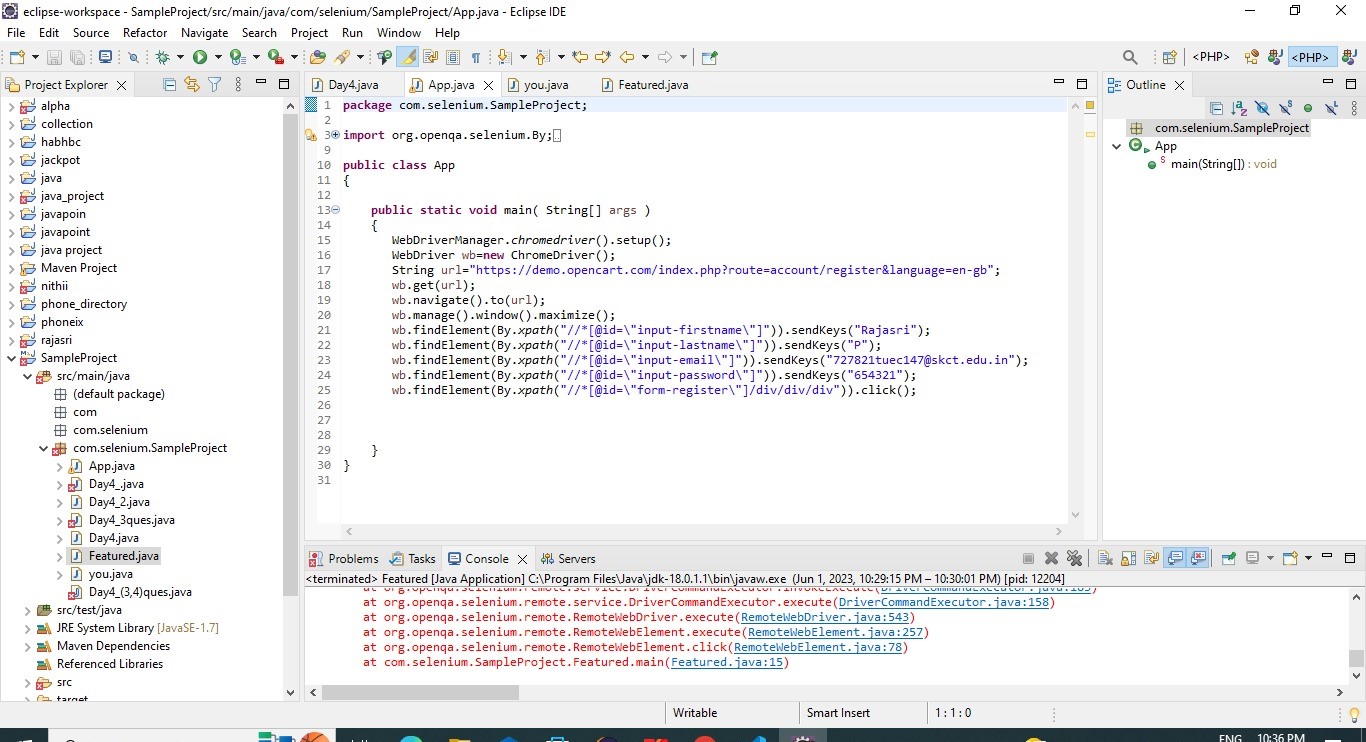 eclipse-workspace - SampleProject/src/main/java/com/selenium/SampleProject/App.java - Eclipse IDE
File Edit Source Refactor Navigate Search Project Run Window Help
<PHP> <PHP>
Project Explorer
alpha
collection
habhbc
jackpot
java
java_project
javapoin
javapoint
java project
Maven Project
nithii
phone_directory
phoneix
rajasri
SampleProject
src/main/java
(default package)
com
com.selenium
com.selenium.SampleProject
App.java
Day4_.java
Day4_2.java
Day4_3ques.java
Day4.java
Featured.java
you.java
Day4_(3,4)ques.java
src/test/java
JRE System Library [JavaSE-1.7]
Maven Dependencies
Referenced Libraries
src
target
Day4.java App.java you.java Featured.java
1 package com.selenium.SampleProject;
2
3 import org.openqa.selenium.By;
9
10 public class App
11 {
12
13 public static void main( String[] args )
14 {
15 WebDriverManager.chromedriver().setup();
16 WebDriver wb=new ChromeDriver();
17 String url="https://demo.opencart.com/index.php?route=account/register&language=en-gb";
18 wb.get(url);
19 wb.navigate().to(url);
20 wb.manage().window().maximize();
21 wb.findElement(By.xpath("//*[@id=\"input-firstname\"]")).sendKeys("Rajasri");
22 wb.findElement(By.xpath("//*[@id=\"input-lastname\"]")).sendKeys("P");
23 wb.findElement(By.xpath("//*[@id=\"input-email\"]")).sendKeys("727821tuec147@skct.edu.in");
24 wb.findElement(By.xpath("//*[@id=\"input-password\"]")).sendKeys("654321");
25 wb.findElement(By.xpath("//*[@id=\"form-register\"]/div/div/div")).click();
26
27
28
29 }
30 }
31
Outline
com.selenium.SampleProject
App
main(String[]) : void
Problems Tasks Console Servers
<terminated> Featured [Java Application] C:\Program Files\Java\jdk-18.0.1.1\bin\javaw.exe (Jun 1, 2023, 10:29:15 PM – 10:30:01 PM) [pid: 12204]
at org.openqa.selenium.remote.service.DriverCommandExecutor.invokeExecute(DriverCommandExecutor.java:183)
at org.openqa.selenium.remote.service.DriverCommandExecutor.execute(DriverCommandExecutor.java:158)
at org.openqa.selenium.remote.RemoteWebDriver.execute(RemoteWebDriver.java:543)
at org.openqa.selenium.remote.RemoteWebElement.execute(RemoteWebElement.java:257)
at org.openqa.selenium.remote.RemoteWebElement.click(RemoteWebElement.java:78)
at com.selenium.SampleProject.Featured.main(Featured.java:15)
Writable Smart Insert 1 : 1 : 0
ENG 10:36 PM